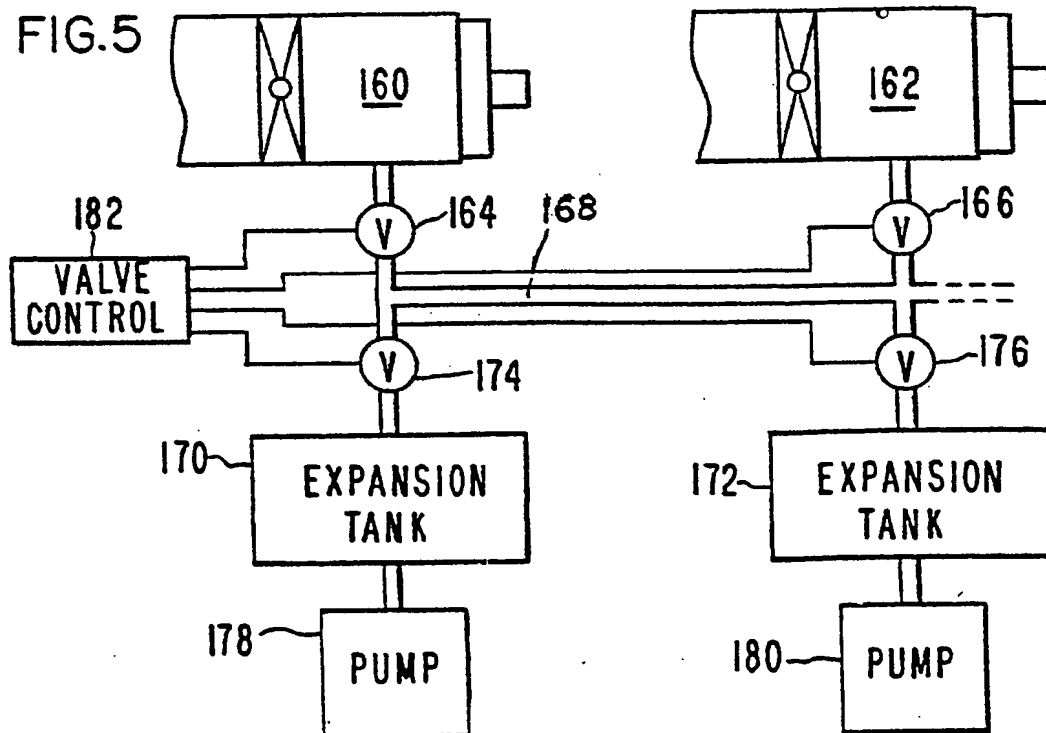 FIG.5
160
162
182
164
168
166
V
V
VALVE
CONTROL
V
V
174
176
170
EXPANSION
TANK
172
EXPANSION
TANK
178
PUMP
180
PUMP